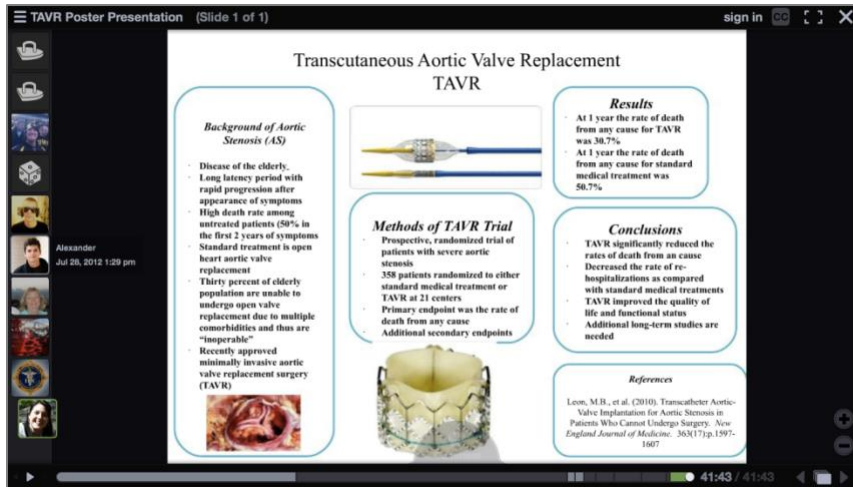 TAVR Poster Presentation (Slide 1 of 1)
sign in CC
Transcutaneous Aortic Valve Replacement
TAVR
Background of Aortic
Stenosis (AS)
Disease of the elderly.
Long latency period with
rapid progression after
appearance of symptoms
High death rate among
untreated patients (50% in
the first 2 years of symptoms
Standard treatment is open
heart aortic valve
replacement
Thirty percent of elderly
population are unable to
undergo open valve
replacement due to multiple
comorbidities and thus are
“inoperable”
Recently approved
minimally invasive aortic
valve replacement surgery
(TAVR)
Methods of TAVR Trial
Prospective, randomized trial of
patients with severe aortic
stenosis
358 patients randomized to either
standard medical treatment or
TAVR at 21 centers
Primary endpoint was the rate of
death from any cause
Additional secondary endpoints
Results
At 1 year the rate of death
from any cause for TAVR
was 30.7%
At 1 year the rate of death
from any cause for standard
medical treatment was
50.7%
Conclusions
TAVR significantly reduced the
rates of death from an cause
Decreased the rate of re-
hospitalizations as compared
with standard medical treatments
TAVR improved the quality of
life and functional status
Additional long-term studies are
needed
References
Leon, M.B., et al. (2010). Transcatheter Aortic-
Valve Implantation for Aortic Stenosis in
Patients Who Cannot Undergo Surgery. New
England Journal of Medicine. 363(17):p.1597-
1607
Alexander
Jul 28, 2012 1:29 pm
41:43 / 41:43